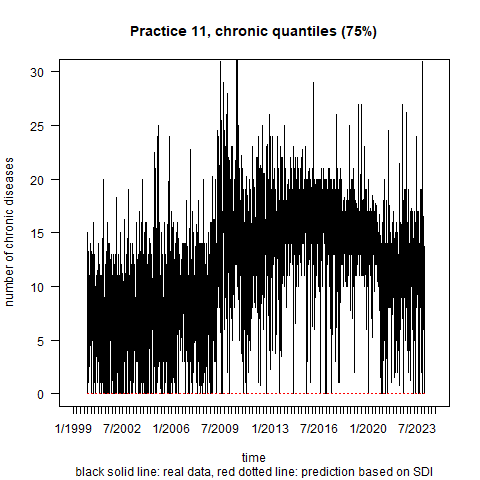 Practice 11, chronic quantiles (75%)
number of chronic diseases
30
25
20
15
10
5
0
1/1999 7/2002 1/2006 7/2009 1/2013 7/2016 1/2020 7/2023
time
black solid line: real data, red dotted line: prediction based on SDI